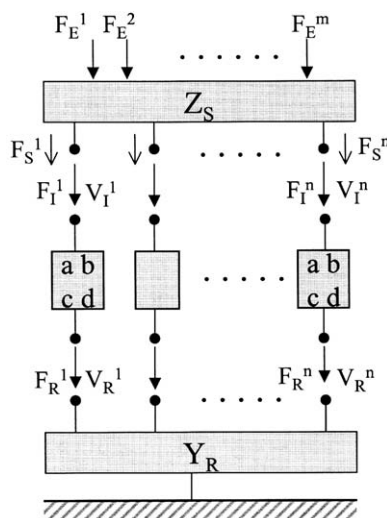 F_E^1 F_E^2 ······ F_E^m
Z_S
F_S^1 ····· F_S^n
F_I^1 V_I^1 F_I^n V_I^n
a b ····· a b
c d c d
F_R^1 V_R^1 F_R^n V_R^n
·····
Y_R